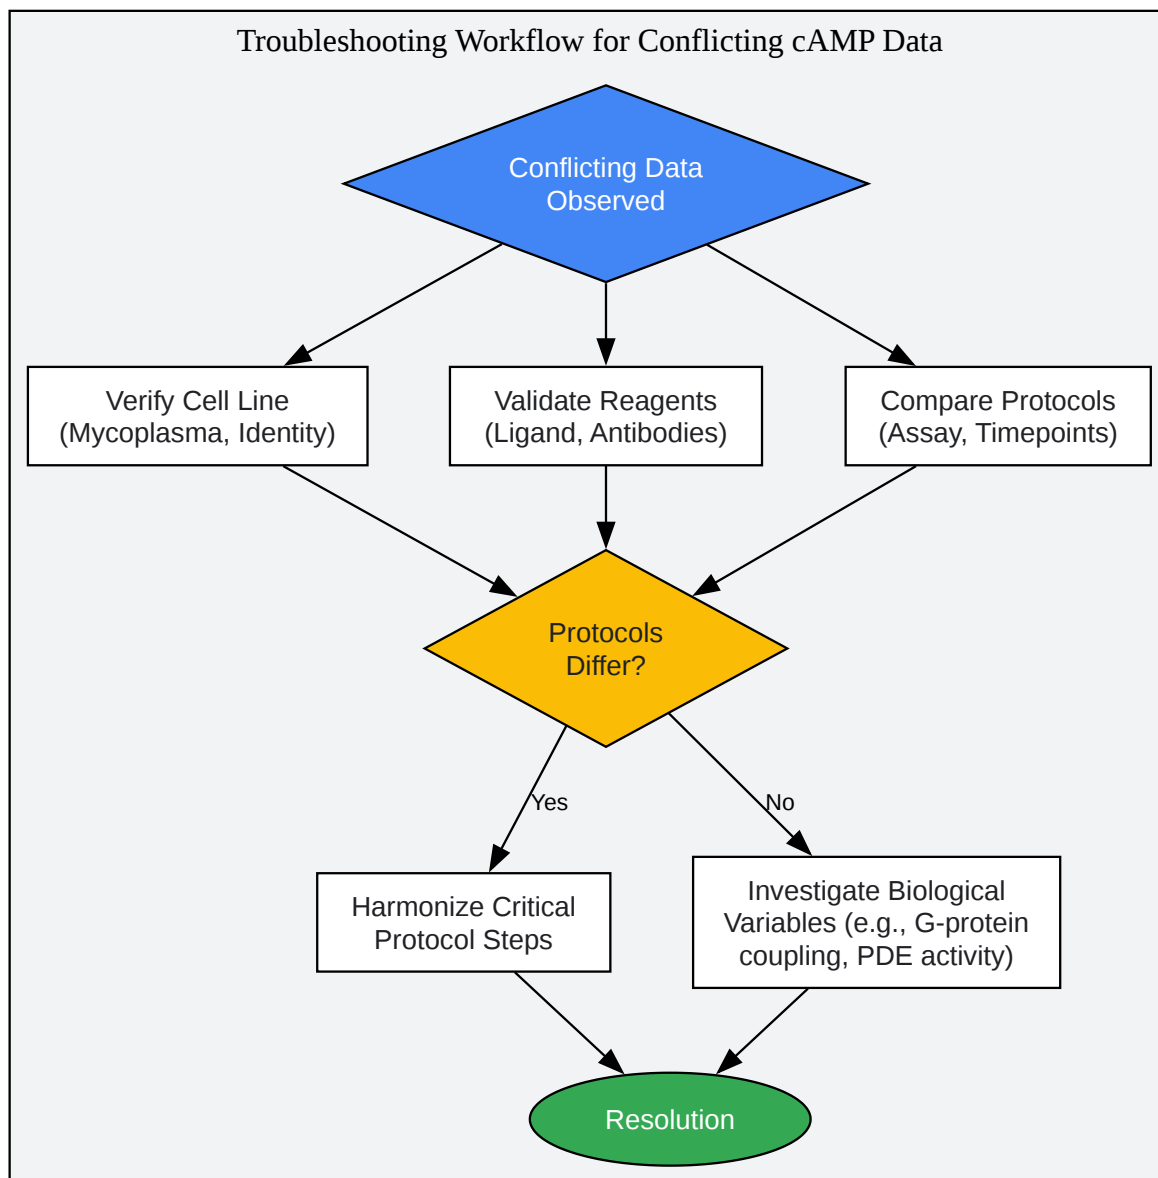 Troubleshooting Workflow for Conflicting cAMP Data
Conflicting Data
Observed
Verify Cell Line
(Mycoplasma, Identity)
Validate Reagents
(Ligand, Antibodies)
Compare Protocols
(Assay, Timepoints)
Protocols
Differ?
Yes
No
Harmonize Critical
Protocol Steps
Investigate Biological
Variables (e.g., G-protein
coupling, PDE activity)
Resolution